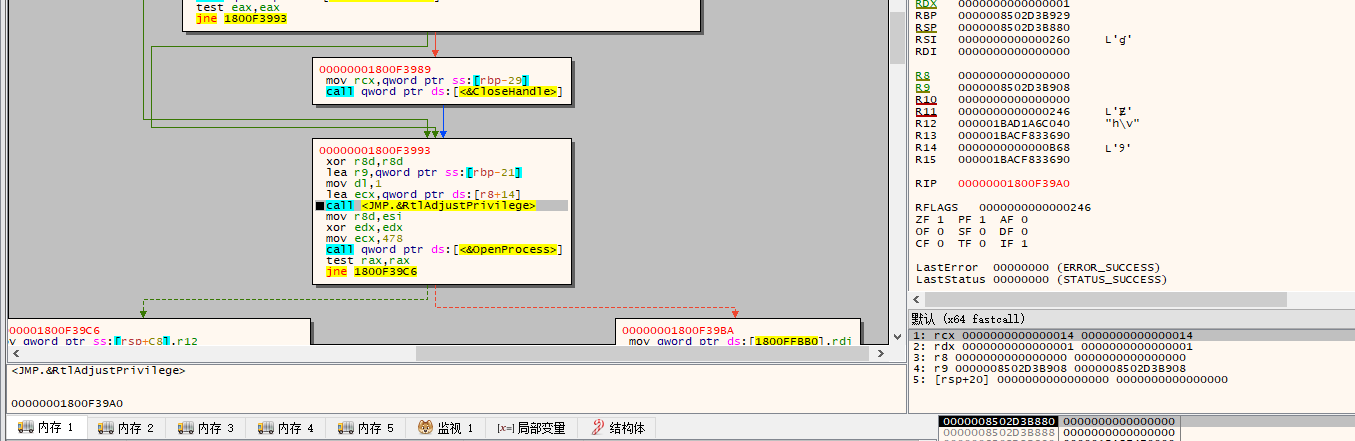 test eax,eax
jne 1800F3993
00000001800F3989
mov rcx,qword ptr ss:[rbp-29]
call qword ptr ds:[<&CloseHandle>]
00000001800F3993
xor r8d,r8d
lea r9,qword ptr ss:[rbp-21]
mov dl,1
lea ecx,qword ptr ds:[r8+14]
call <JMP.&RtlAdjustPrivilege>
mov r8d,esi
xor edx,edx
mov ecx,478
call qword ptr ds:[<&OpenProcess>]
test rax,rax
jne 1800F39C6
00001800F39C6
v qword ptr ss:[rsp+C8],r12
00000001800F39BA
mov qword ptr ds:[1800FFBB0],rdi
<JMP.&RtlAdjustPrivilege>
00000001800F39A0
内存 1
内存 2
内存 3
内存 4
内存 5
监视 1
[x=] 局部变量
结构体
RDX 0000000000000001
RBP 0000008502D3B929
RSP 0000008502D3B880
RSI 0000000000000260 L'ɠ'
RDI 0000000000000000
R8 0000000000000000
R9 0000008502D3B908
R10 0000000000000000
R11 0000000000000246 L'Ɇ'
R12 000001BAD1A6C040 "h\v"
R13 000001BACF833690
R14 0000000000000B68 L'୨'
R15 000001BACF833690
RIP 00000001800F39A0
RFLAGS 0000000000000246
ZF 1 PF 1 AF 0
OF 0 SF 0 DF 0
CF 0 TF 0 IF 1
LastError 00000000 (ERROR_SUCCESS)
LastStatus 00000000 (STATUS_SUCCESS)
默认 (x64 fastcall)
1: rcx 0000000000000014 0000000000000014
2: rdx 0000000000000001 0000000000000001
3: r8 0000000000000000 0000000000000000
4: r9 0000008502D3B908 0000008502D3B908
5: [rsp+20] 0000000000000000 0000000000000000
0000008502D3B880 0000000000000000
0000008502D3B888 0000000000000000